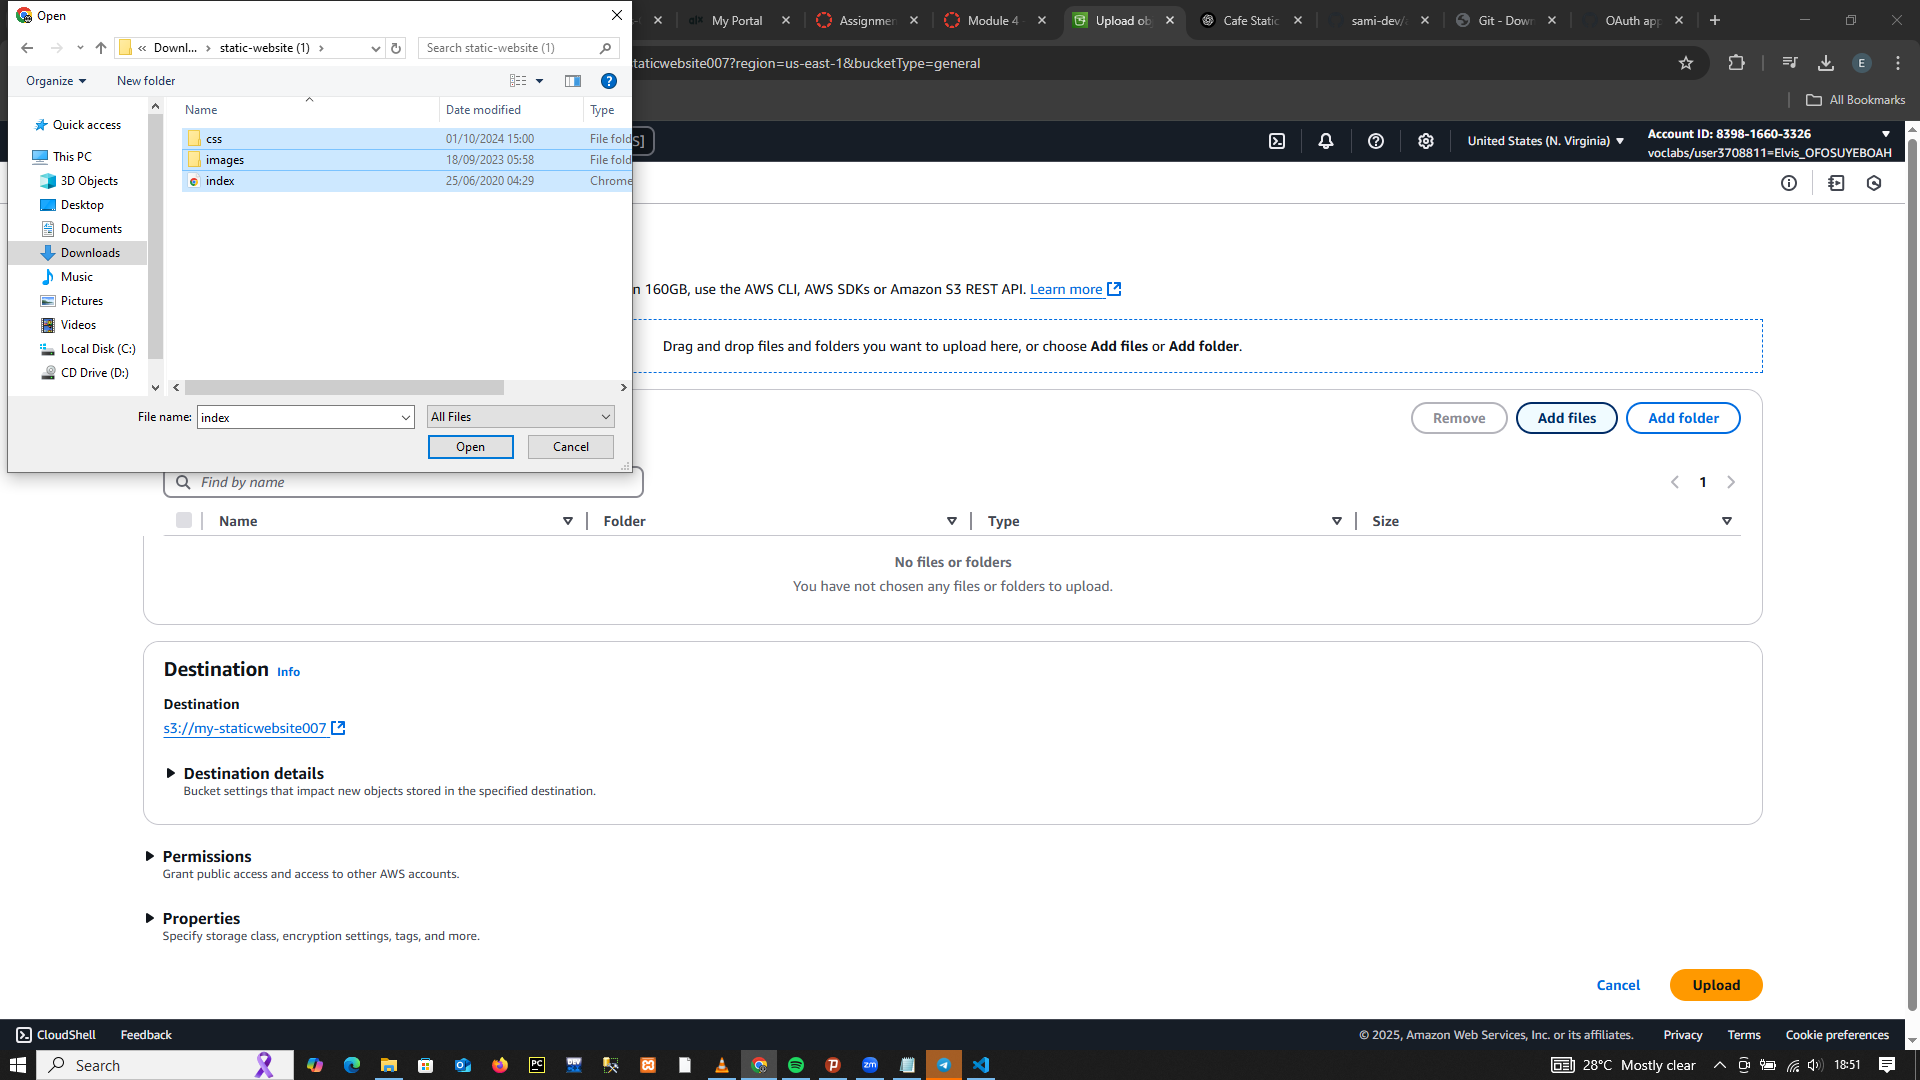 Open
My Portal
Assignmen
Module 4
Upload ob
Cafe Static
sami-dev/
Git - Down
OAuth app
« Downl... › static-website (1) ›
Search static-website (1)
taticwebsite007?region=us-east-1&bucketType=general
E
Organize
New folder
All Bookmarks
Name
Date modified
Type
Quick access
This PC
3D Objects
Desktop
Documents
Downloads
Music
Pictures
Videos
Local Disk (C:)
CD Drive (D:)
css 01/10/2024 15:00 File fold
images 18/09/2023 05:58 File fold
index 25/06/2020 04:29 Chrome
File name: index
All Files
Open
Cancel
S]
United States (N. Virginia)
Account ID: 8398-1660-3326
voclabs/user3708811=Elvis_OFOSUYEBOAH
n 160GB, use the AWS CLI, AWS SDKs or Amazon S3 REST API. Learn more
Drag and drop files and folders you want to upload here, or choose Add files or Add folder.
Remove
Add files
Add folder
Find by name
1
Name
Folder
Type
Size
No files or folders
You have not chosen any files or folders to upload.
Destination Info
Destination
s3://my-staticwebsite007
Destination details
Bucket settings that impact new objects stored in the specified destination.
Permissions
Grant public access and access to other AWS accounts.
Properties
Specify storage class, encryption settings, tags, and more.
Cancel
Upload
CloudShell
Feedback
© 2025, Amazon Web Services, Inc. or its affiliates.
Privacy
Terms
Cookie preferences
Search
PC
zm
28°C Mostly clear
18:51